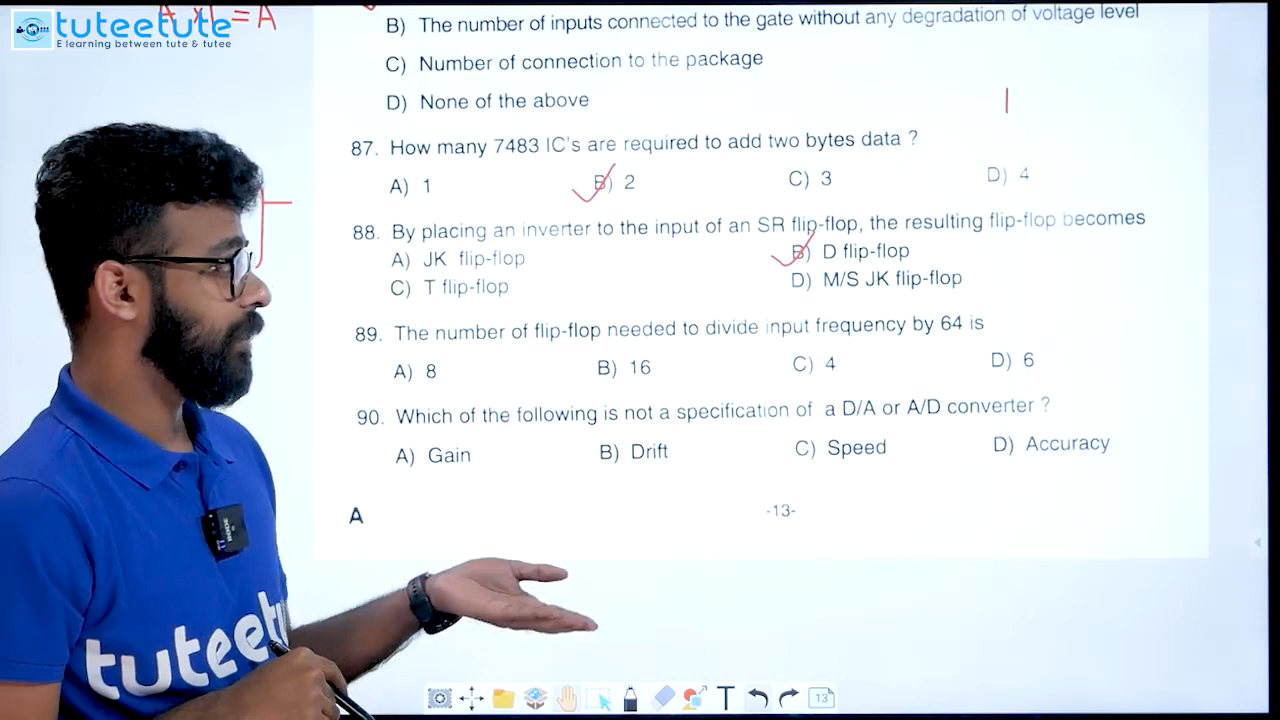 A
= A
tuteetute
E learning between tute & tutee
B) The number of inputs connected to the gate without any degradation of voltage level
C) Number of connection to the package
D) None of the above
87. How many 7483 IC's are required to add two bytes data ?
A) 1 B) 2 C) 3 D) 4
88. By placing an inverter to the input of an SR flip-flop, the resulting flip-flop becomes
A) JK flip-flop B) D flip-flop
C) T flip-flop D) M/S JK flip-flop
89. The number of flip-flop needed to divide input frequency by 64 is
A) 8 B) 16 C) 4 D) 6
90. Which of the following is not a specification of a D/A or A/D converter ?
A) Gain B) Drift C) Speed D) Accuracy
A -13-
RODE
tuteetu
T 13